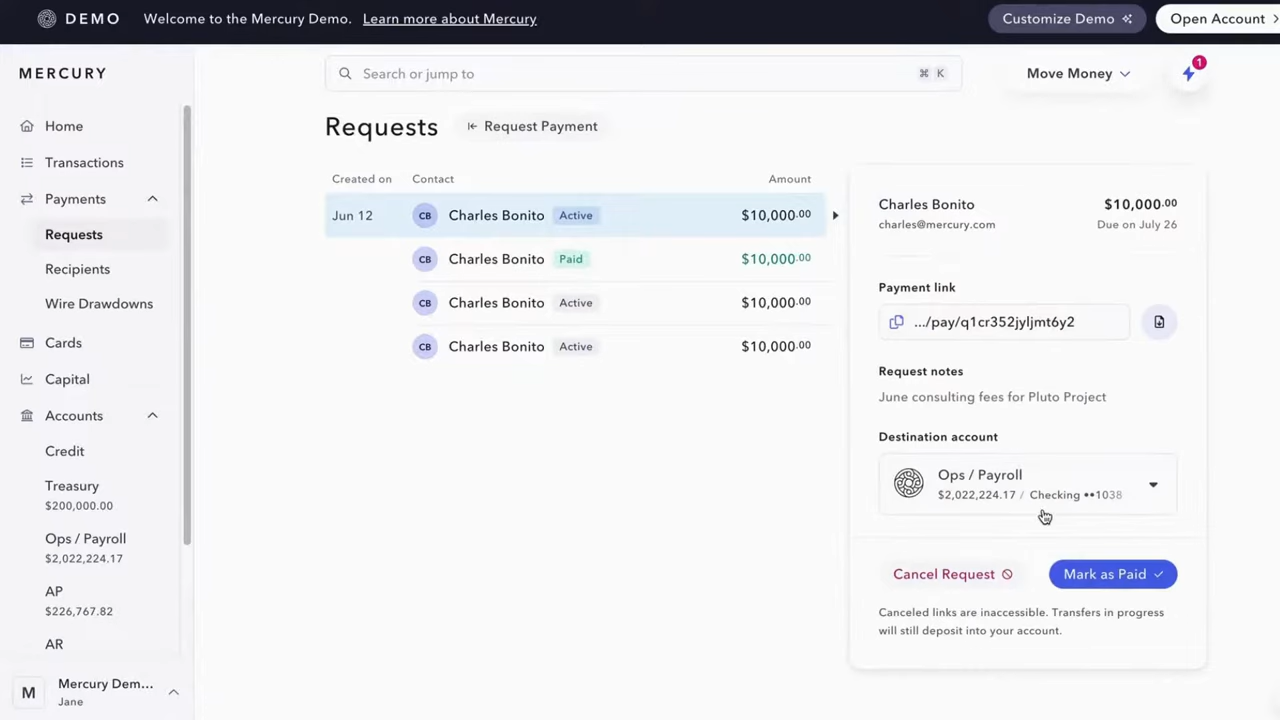 DEMO Welcome to the Mercury Demo. Learn more about Mercury Customize Demo Open Account
MERCURY
Search or jump to ⌘ K
Move Money
1
Home
Transactions
Payments
Requests
Recipients
Wire Drawdowns
Cards
Capital
Accounts
Credit
Treasury
$200,000.00
Ops / Payroll
$2,022,224.17
AP
$226,767.82
AR
M
Mercury Dem...
Jane
Requests Request Payment
Created on Contact Amount
Jun 12 CB Charles Bonito Active $10,000.00
CB Charles Bonito Paid $10,000.00
CB Charles Bonito Active $10,000.00
CB Charles Bonito Active $10,000.00
Charles Bonito $10,000.00
charles@mercury.com Due on July 26
Payment link
.../pay/q1cr352jyljmt6y2
Request notes
June consulting fees for Pluto Project
Destination account
Ops / Payroll
$2,022,224.17 / Checking ••1038
Cancel Request Mark as Paid
Canceled links are inaccessible. Transfers in progress
will still deposit into your account.